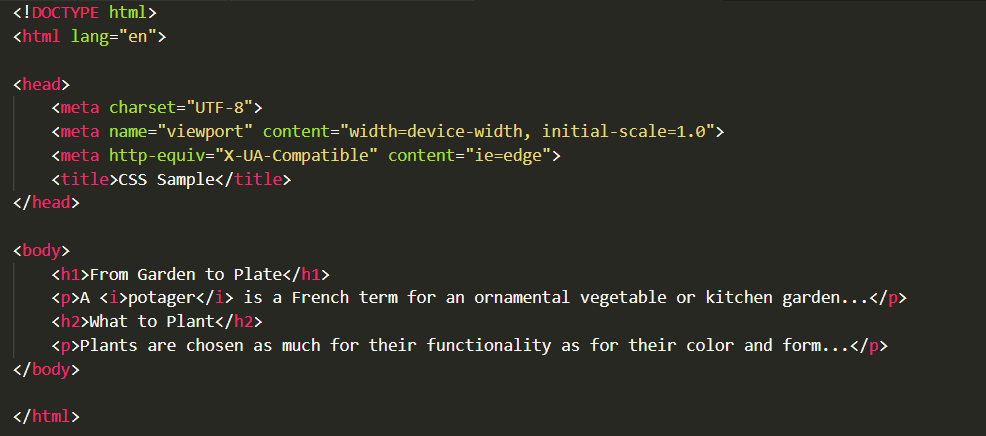 <!DOCTYPE html>
<html lang="en">
<head>
<meta charset="UTF-8">
<meta name="viewport" content="width=device-width, initial-scale=1.0">
<meta http-equiv="X-UA-Compatible" content="ie=edge">
<title>CSS Sample</title>
</head>
<body>
<h1>From Garden to Plate</h1>
<p>A <i>potager</i> is a French term for an ornamental vegetable or kitchen garden...</p>
<h2>What to Plant</h2>
<p>Plants are chosen as much for their functionality as for their color and form...</p>
</body>
</html>